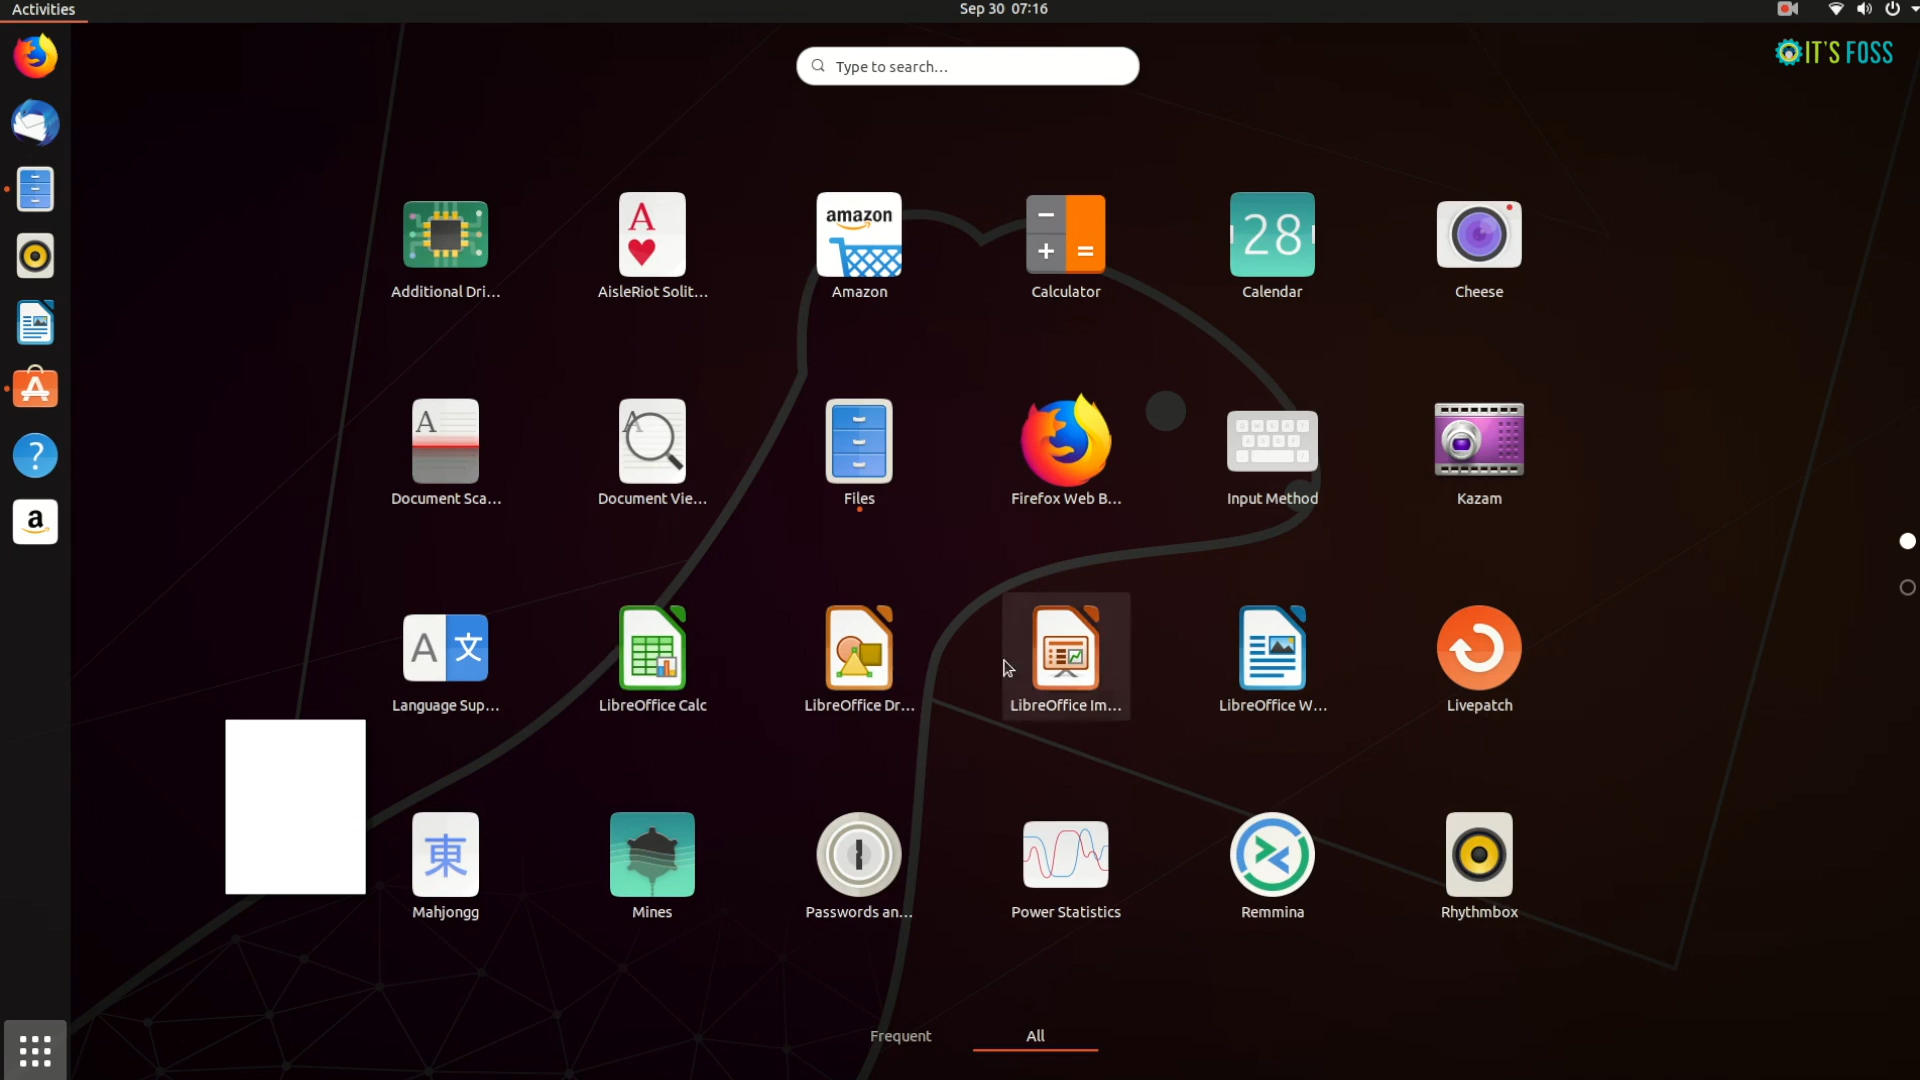 Activities
Sep 30 07:16
IT'S FOSS
Type to search...
amazon
28
Additional Dri...
AisleRiot Solit...
Amazon
Calculator
Calendar
Cheese
Document Sca...
Document Vie...
Files
Firefox Web B...
Input Method
Kazam
A 文
Language Sup...
LibreOffice Calc
LibreOffice Dr...
LibreOffice Im...
LibreOffice W...
Livepatch
東
Mahjongg
Mines
Passwords an...
Power Statistics
Remmina
Rhythmbox
Frequent
All